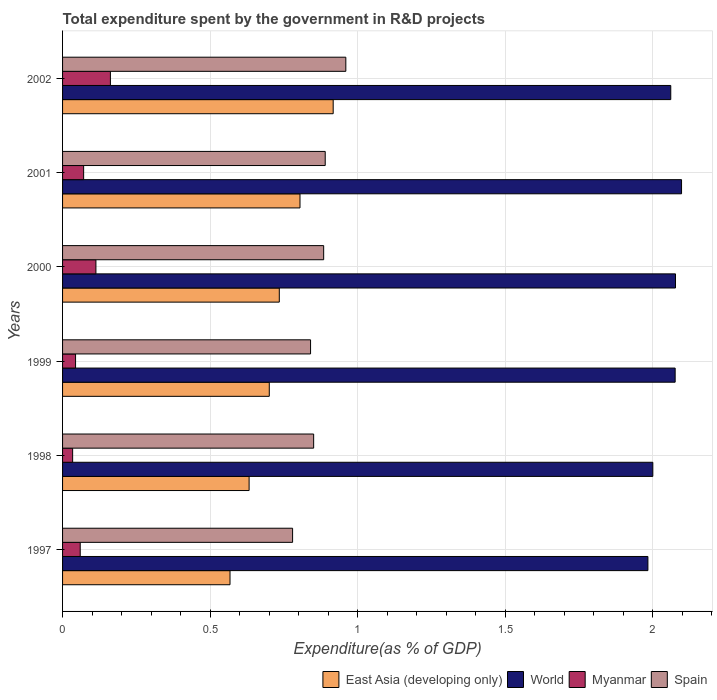 Total expenditure spent by the government in R&D projects
2002
2001
2000
1999
1998
1997
Years
0
0.5
1
1.5
2
Expenditure(as % of GDP)
East Asia (developing only)
World
Myanmar
Spain